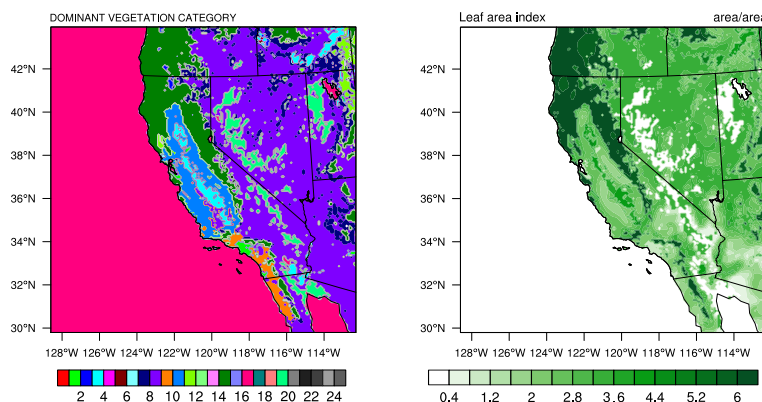 DOMINANT VEGETATION CATEGORY
Leaf area index area/area
42°N
40°N
38°N
36°N
34°N
32°N
30°N
128°W 126°W 124°W 122°W 120°W 118°W 116°W 114°W
2 4 6 8 10 12 14 16 18 20 22 24
42°N
40°N
38°N
36°N
34°N
32°N
30°N
128°W 126°W 124°W 122°W 120°W 118°W 116°W 114°W
0.4 1.2 2 2.8 3.6 4.4 5.2 6